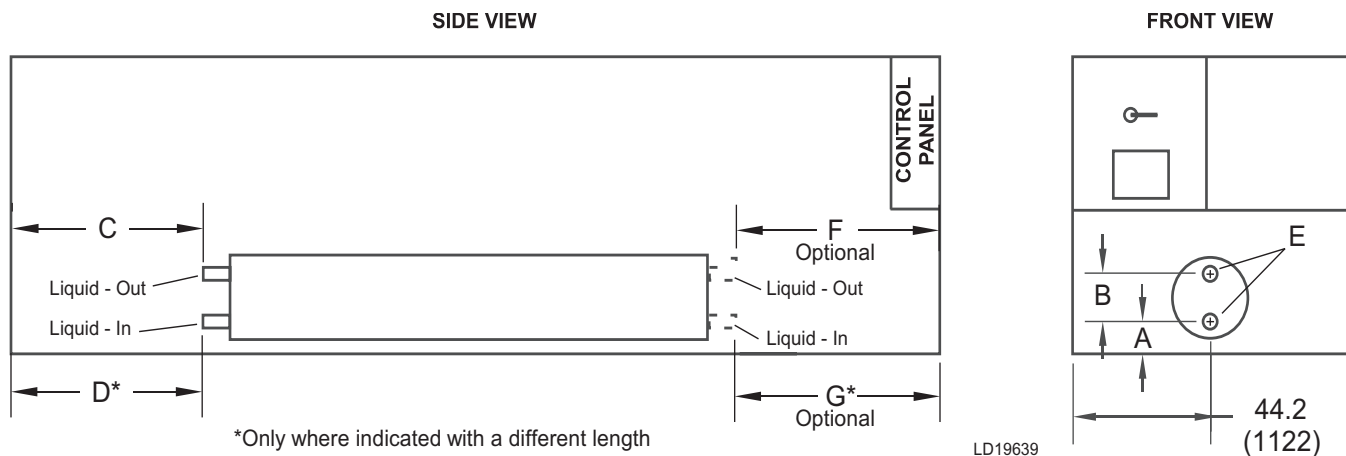 SIDE VIEW
FRONT VIEW
CONTROL
PANEL
C
F
Optional
Liquid - Out
Liquid - In
Liquid - Out
Liquid - In
D*
G*
Optional
*Only where indicated with a different length
LD19639
E
B
A
44.2
(1122)